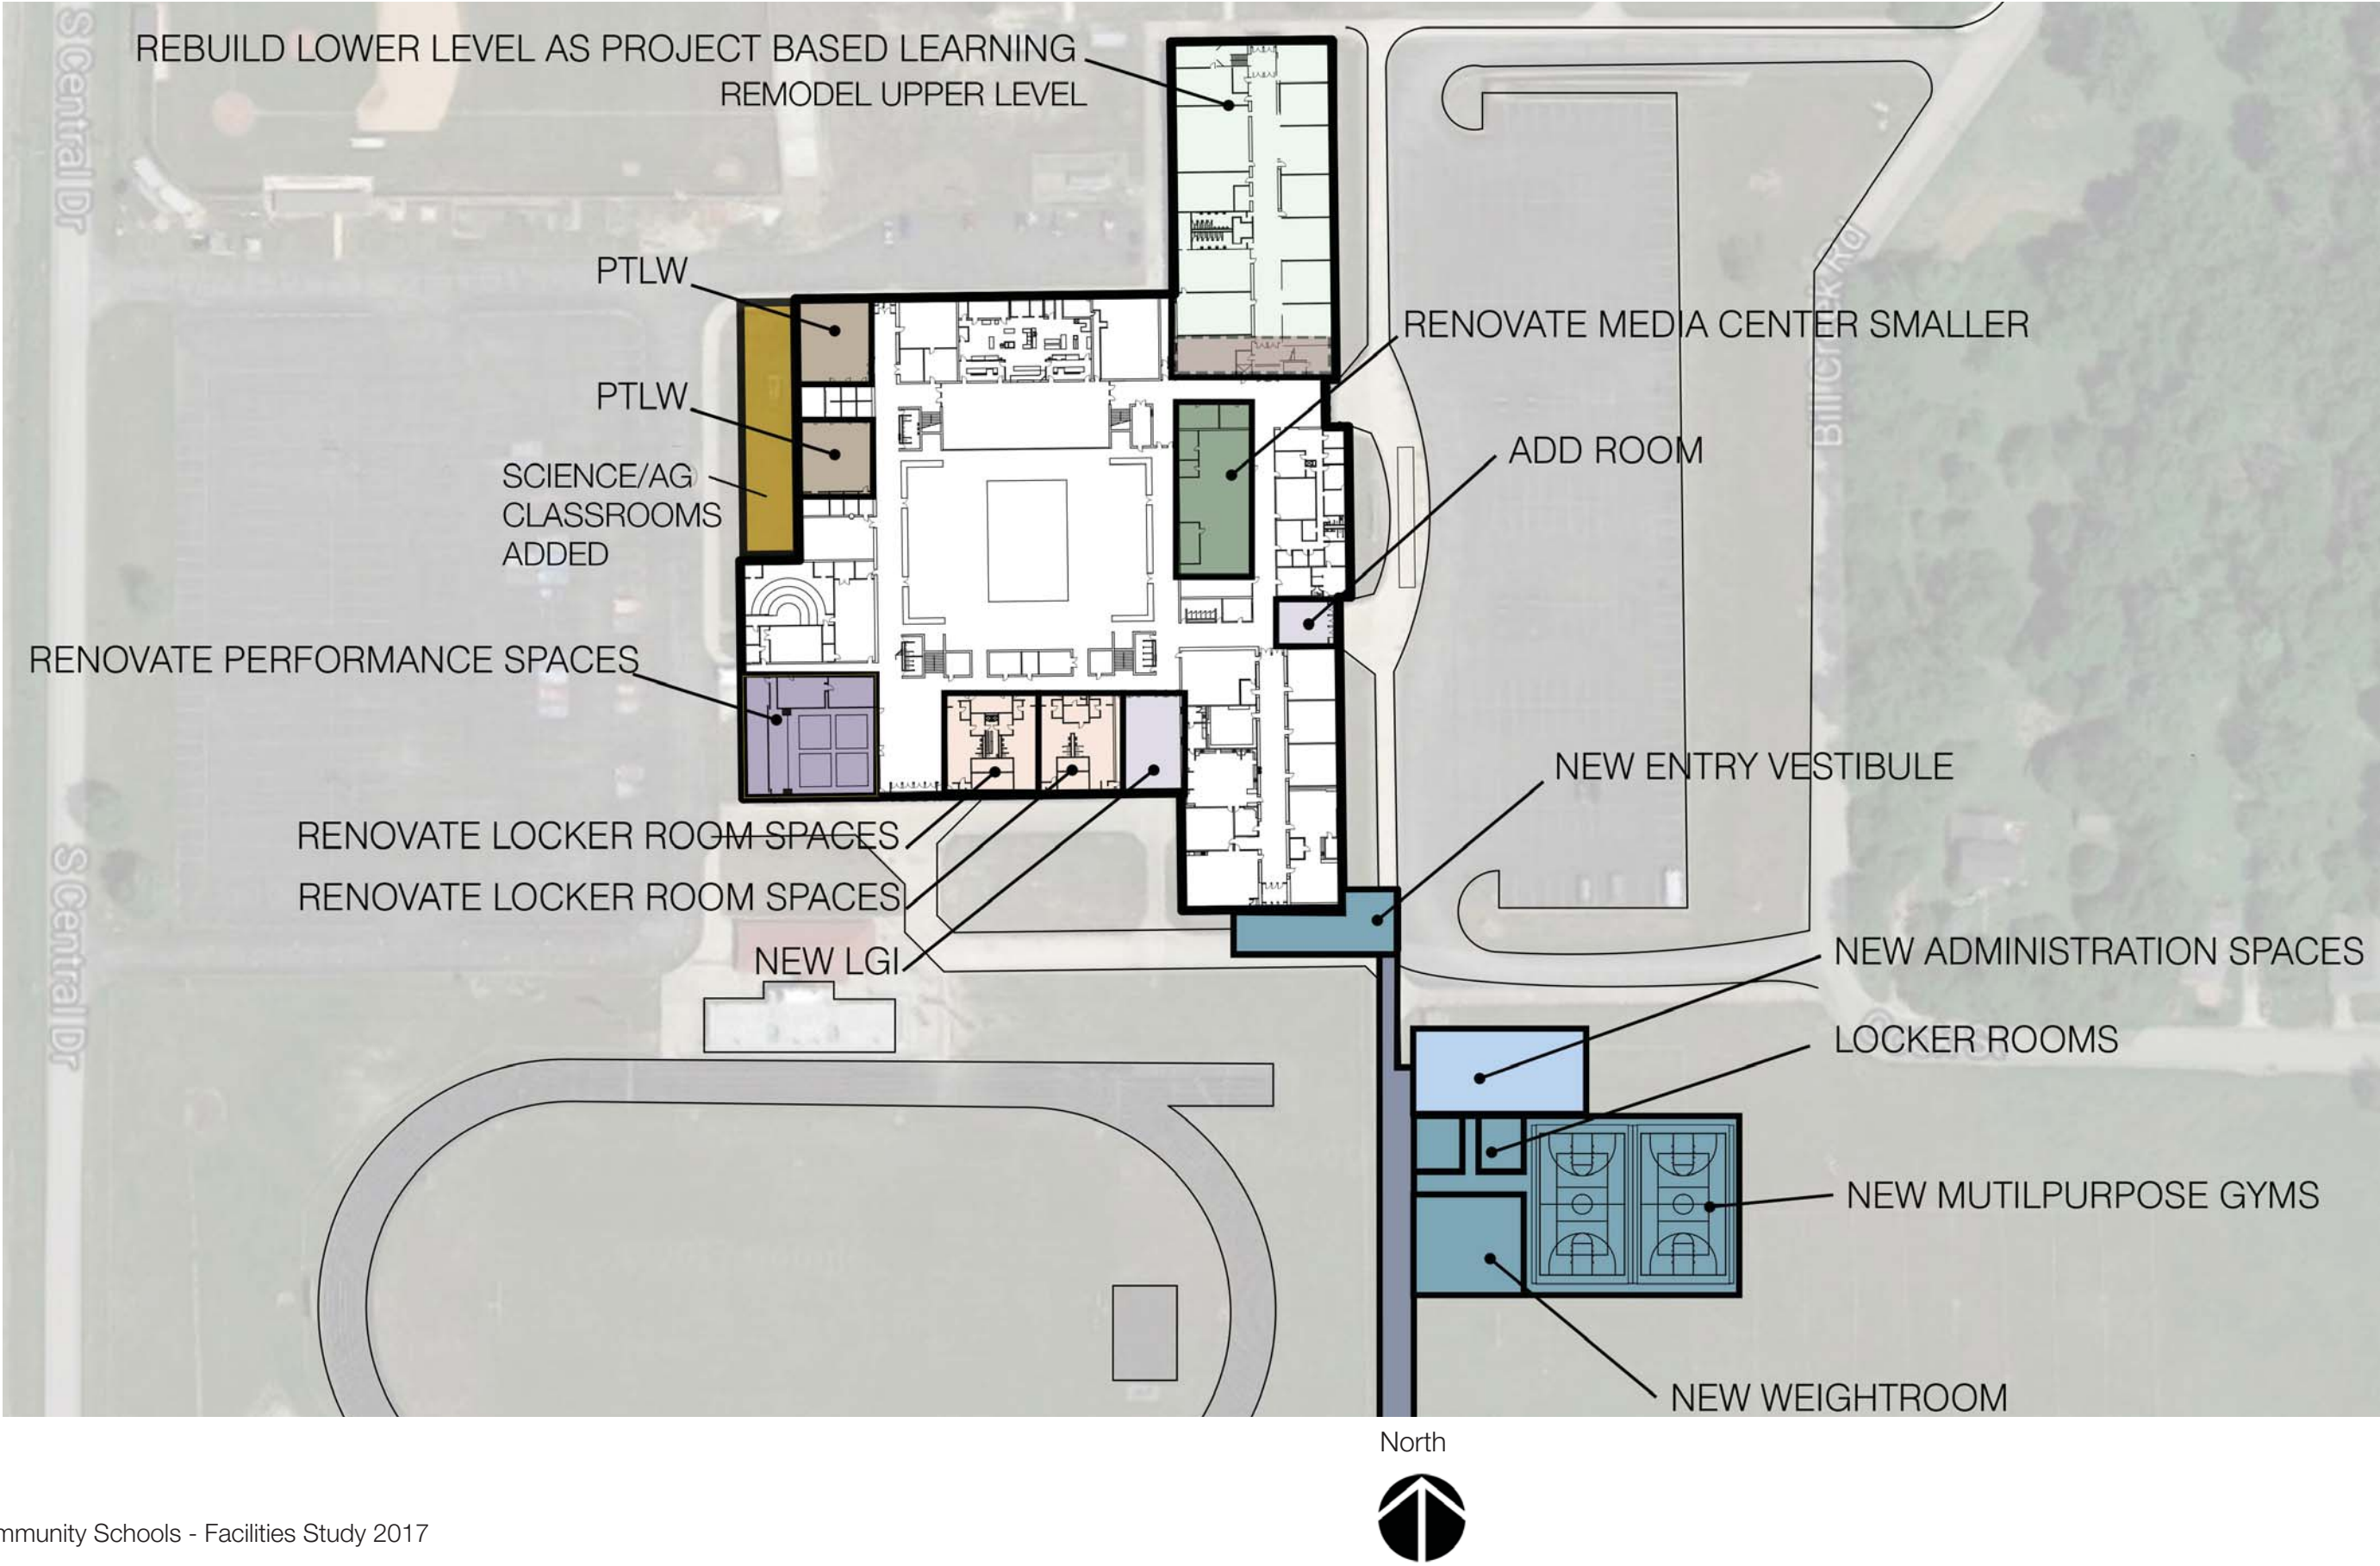 S Central Dr
REBUILD LOWER LEVEL AS PROJECT BASED LEARNING
REMODEL UPPER LEVEL
PTLW
RENOVATE MEDIA CENTER SMALLER
Billcrick Rd
PTLW
ADD ROOM
SCIENCE/AG
CLASSROOMS
ADDED
RENOVATE PERFORMANCE SPACES
NEW ENTRY VESTIBULE
RENOVATE LOCKER ROOM SPACES
RENOVATE LOCKER ROOM SPACES
S Central Dr
NEW LGI
NEW ADMINISTRATION SPACES
LOCKER ROOMS
NEW MUTILPURPOSE GYMS
NEW WEIGHTROOM
North
mmunity Schools - Facilities Study 2017